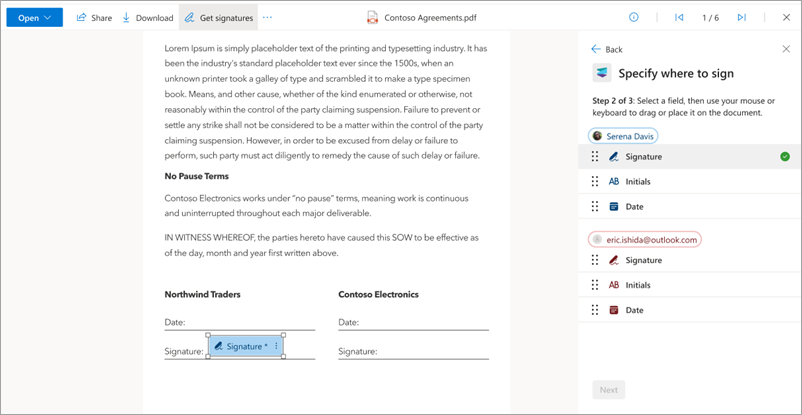 Open
Share
Download
Get signatures
...
Contoso Agreements.pdf
1 / 6
Lorem Ipsum is simply placeholder text of the printing and typesetting industry. It has
been the industry's standard placeholder text ever since the 1500s, when an
unknown printer took a galley of type and scrambled it to make a type specimen
book. Means, and other cause, whether of the kind enumerated or otherwise, not
reasonably within the control of the party claiming suspension. Failure to prevent or
settle any strike shall not be considered to be a matter within the control of the party
claiming suspension. However, in order to be excused from delay or failure to
perform, such party must act diligently to remedy the cause of such delay or failure.
No Pause Terms
Contoso Electronics works under "no pause" terms, meaning work is continuous
and uninterrupted throughout each major deliverable.
IN WITNESS WHEREOF, the parties hereto have caused this SOW to be effective as
of the day, month and year first written above.
Northwind Traders
Date:
Signature:
Signature *
Contoso Electronics
Date:
Signature:
Back
Specify where to sign
Step 2 of 3: Select a field, then use your mouse or
keyboard to drag or place it on the document.
Serena Davis
Signature
AB Initials
Date
eric.ishida@outlook.com
Signature
AB Initials
Date
Next